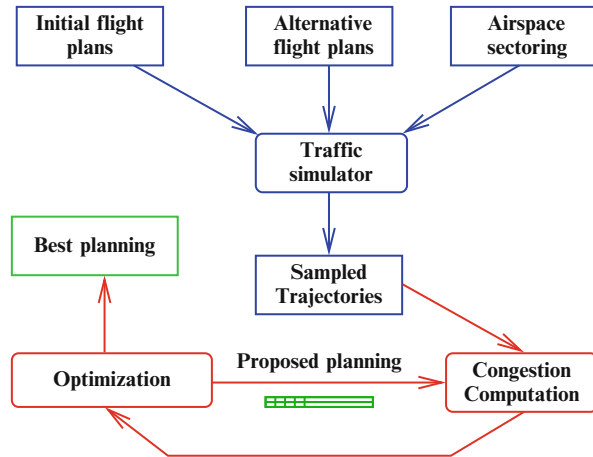 Initial flight
plans
Alternative
flight plans
Airspace
sectoring
Traffic
simulator
Best planning
Sampled
Trajectories
Optimization
Proposed planning
Congestion
Computation